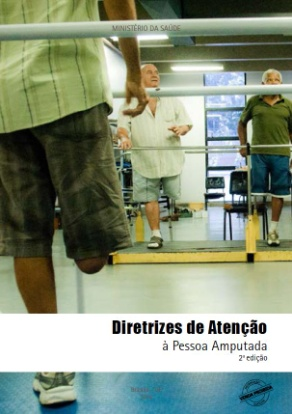 MINISTÉRIO DA SAÚDE
Diretrizes de Atenção
à Pessoa Amputada
2ª edição